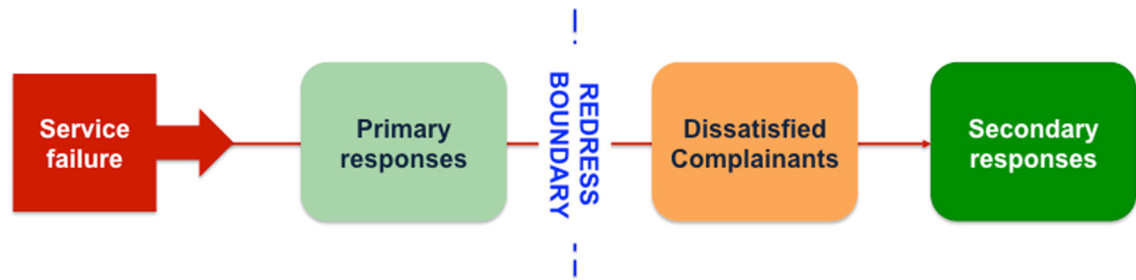 Service
failure
Primary
responses
REDRESS
BOUNDARY
Dissatisfied
Complainants
Secondary
responses